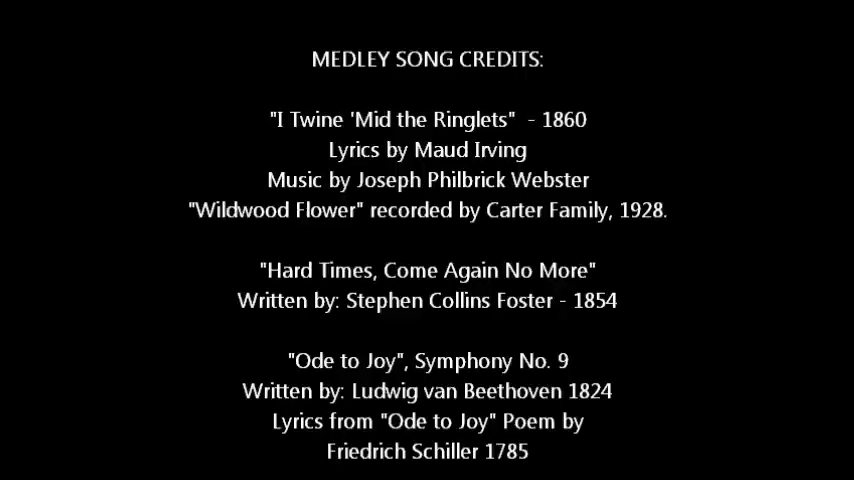 MEDLEY SONG CREDITS:
"I Twine 'Mid the Ringlets"  - 1860
Lyrics by Maud Irving
Music by Joseph Philbrick Webster
"Wildwood Flower" recorded by Carter Family, 1928.
"Hard Times, Come Again No More"
Written by: Stephen Collins Foster - 1854
"Ode to Joy", Symphony No. 9
Written by: Ludwig van Beethoven 1824
Lyrics from "Ode to Joy" Poem by
Friedrich Schiller 1785